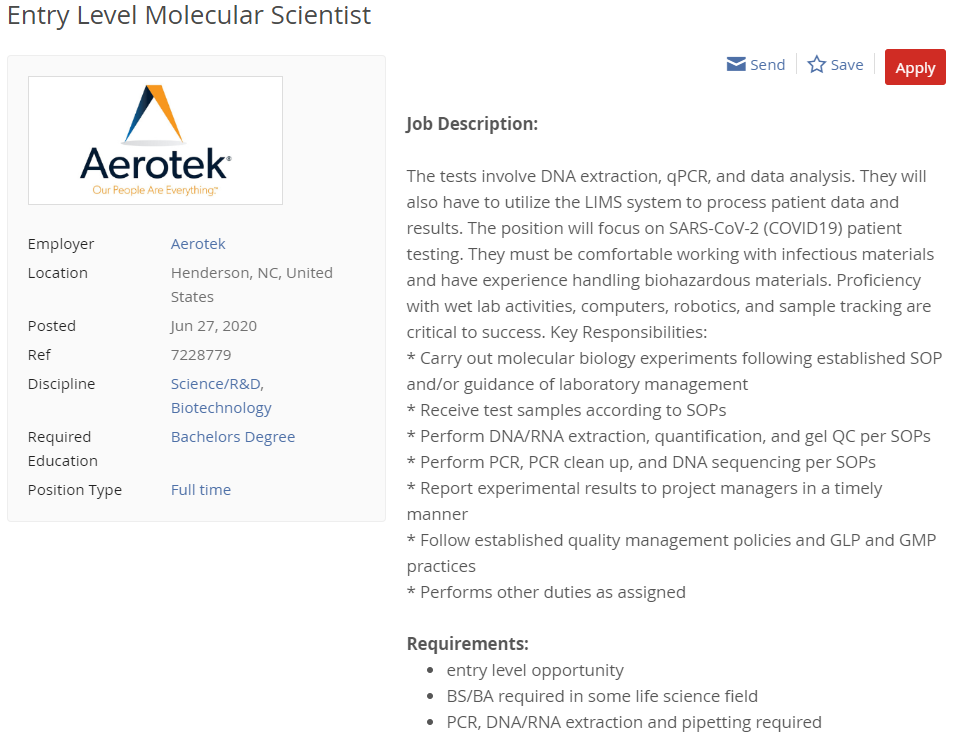 Entry Level Molecular Scientist
Send
Save
Apply
Aerotek®
Our People Are Everything™
Employer Aerotek
Location Henderson, NC, United
States
Posted Jun 27, 2020
Ref 7228779
Discipline Science/R&D,
Biotechnology
Required Bachelors Degree
Education
Position Type Full time
Job Description:
The tests involve DNA extraction, qPCR, and data analysis. They will
also have to utilize the LIMS system to process patient data and
results. The position will focus on SARS-CoV-2 (COVID19) patient
testing. They must be comfortable working with infectious materials
and have experience handling biohazardous materials. Proficiency
with wet lab activities, computers, robotics, and sample tracking are
critical to success. Key Responsibilities:
* Carry out molecular biology experiments following established SOP
and/or guidance of laboratory management
* Receive test samples according to SOPs
* Perform DNA/RNA extraction, quantification, and gel QC per SOPs
* Perform PCR, PCR clean up, and DNA sequencing per SOPs
* Report experimental results to project managers in a timely
manner
* Follow established quality management policies and GLP and GMP
practices
* Performs other duties as assigned
Requirements:
• entry level opportunity
• BS/BA required in some life science field
• PCR, DNA/RNA extraction and pipetting required